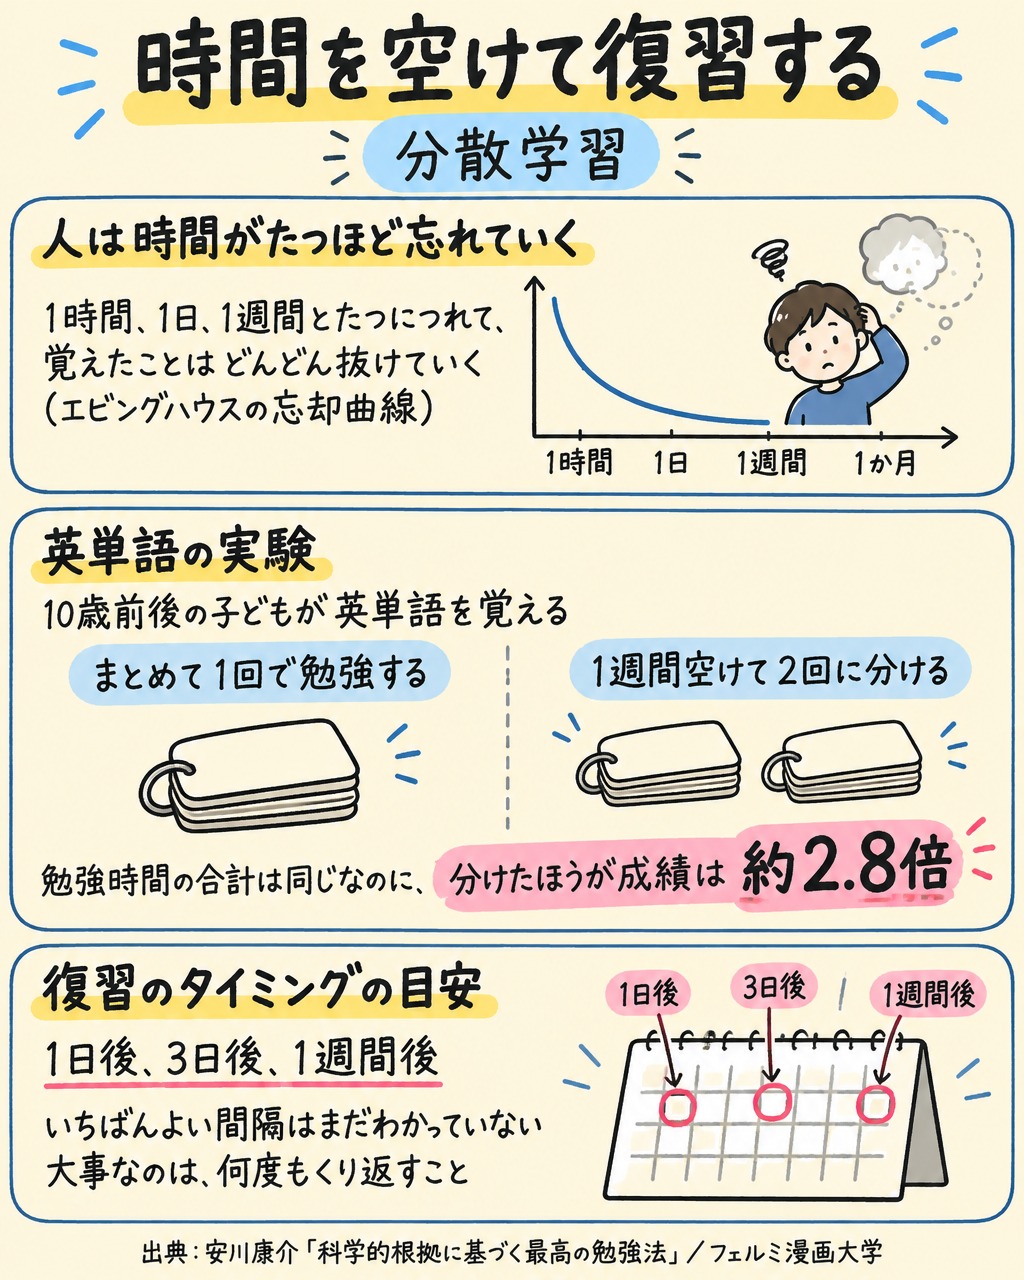 時間を空けて復習する
分散学習
人は時間がたつほど忘れていく
1時間、1日、1週間とたつにつれて、
覚えたことはどんどん抜けていく
(エビングハウスの忘却曲線)
1時間 1日 1週間 1か月
英単語の実験
10歳前後の子どもが英単語を覚える
まとめて1回で勉強する
1週間空けて2回に分ける
勉強時間の合計は同じなのに、分けたほうが成績は約2.8倍
復習のタイミングの目安
1日後、3日後、1週間後
いちばんよい間隔はまだわかっていない
大事なのは、何度もくり返すこと
1日後 3日後 1週間後
出典:安川康介「科学的根拠に基づく最高の勉強法」/フェルミ漫画大学